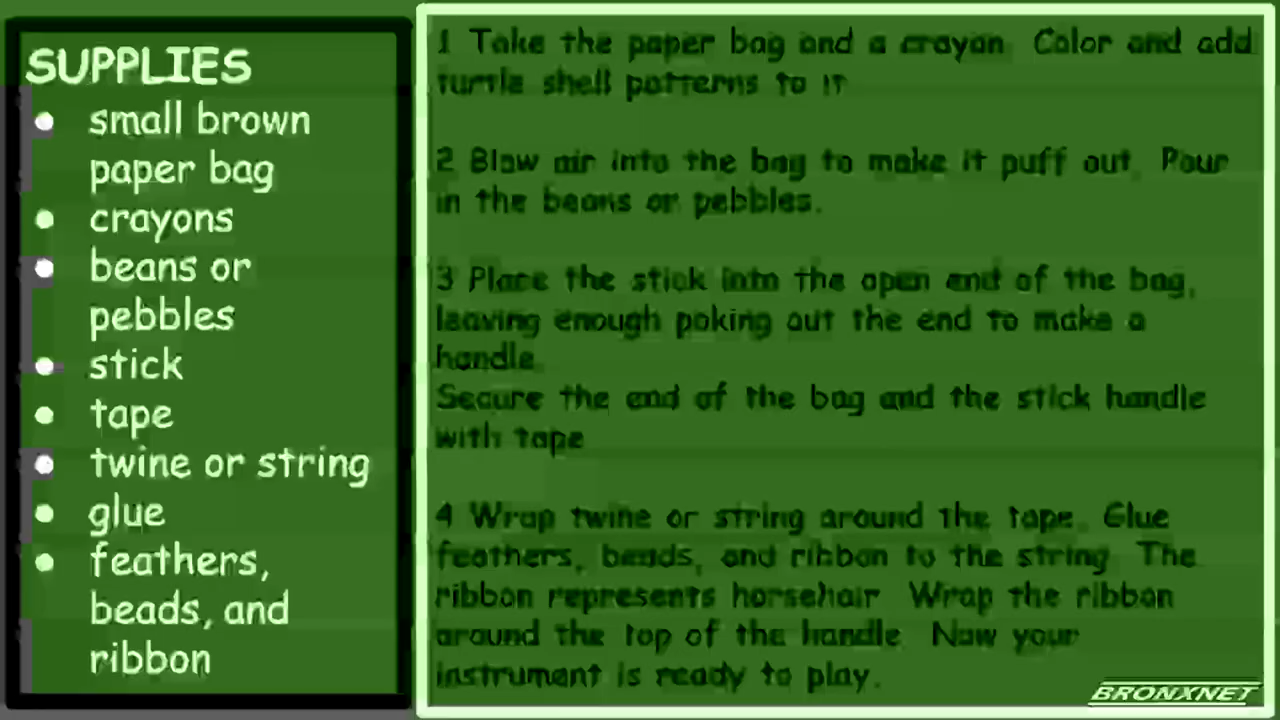 SUPPLIES
• small brown
paper bag
• crayons
• beans or
pebbles
• stick
• tape
• twine or string
• glue
• feathers,
beads, and
ribbon
1 Take the paper bag and a crayon. Color and add
turtle shell patterns to it
2 Blow air into the bag to make it puff out. Pour
in the beans or pebbles.
3 Place the stick into the open end of the bag,
leaving enough poking out the end to make a
handle.
Secure the end of the bag and the stick handle
with tape
4 Wrap twine or string around the tape. Glue
feathers, beads, and ribbon to the string. The
ribbon represents horsehair. Wrap the ribbon
around the top of the handle. Now your
instrument is ready to play.
BRONXNET